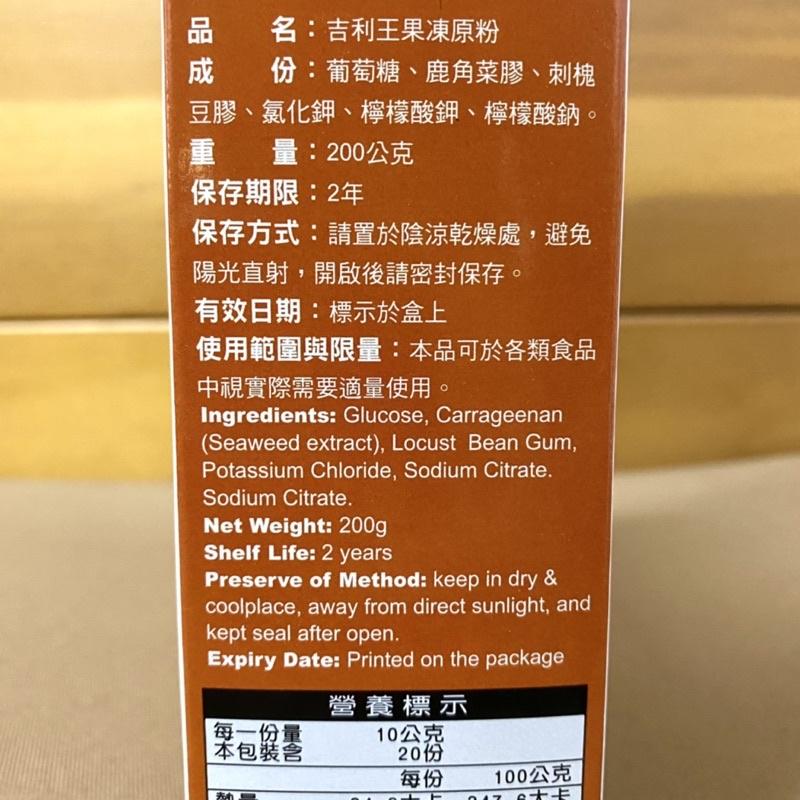 品名：吉利王果凍原粉
成份：葡萄糖、鹿角菜膠、刺槐
豆膠、氯化鉀、檸檬酸鉀、檸檬酸鈉。
重量：200公克
保存期限：2年
保存方式：請置於陰涼乾燥處，避免
陽光直射，開啟後請密封保存。
有效日期：標示於盒上
使用範圍與限量：本品可於各類食品
中視實際需要適量使用。
Ingredients: Glucose, Carrageenan
(Seaweed extract), Locust Bean Gum,
Potassium Chloride, Sodium Citrate.
Sodium Citrate.
Net Weight: 200g
Shelf Life: 2 years
Preserve of Method: keep in dry &
coolplace, away from direct sunlight, and
kept seal after open.
Expiry Date: Printed on the package
營養標示
每一份量 10公克
本包裝含 20份
每份 100公克
熱量